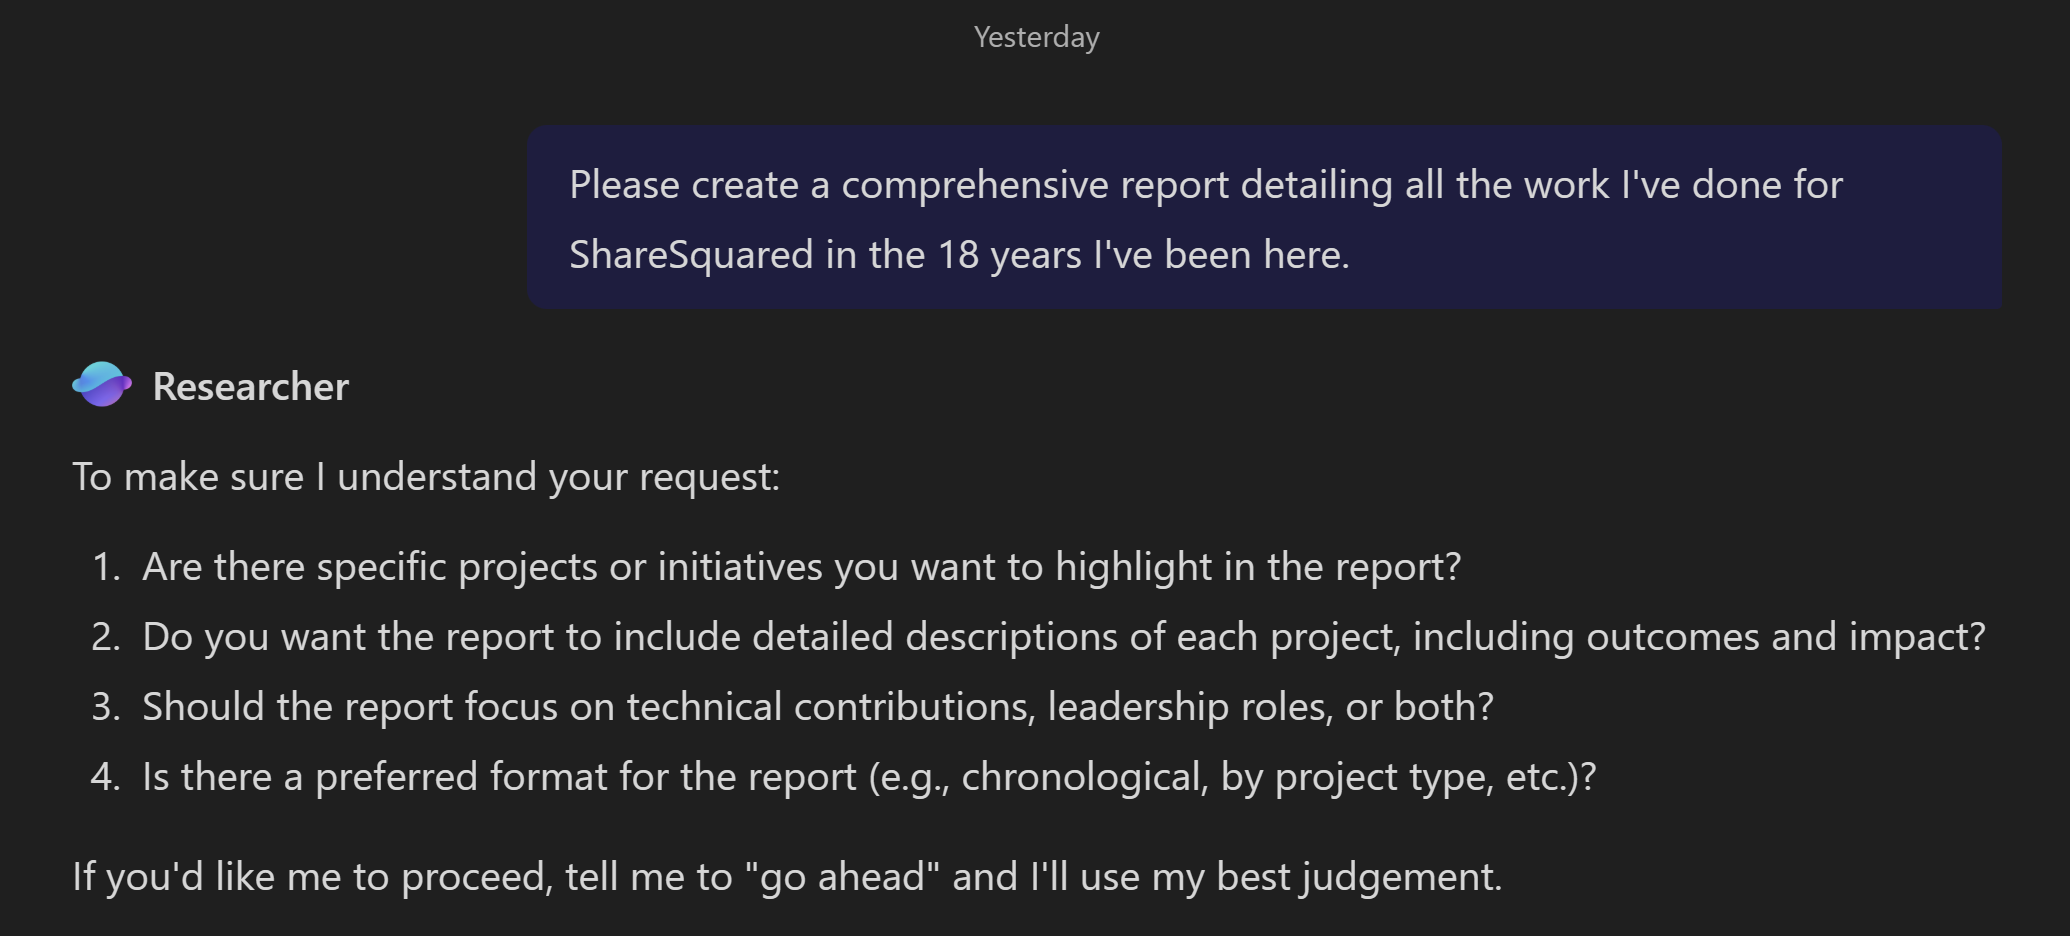 Yesterday
Please create a comprehensive report detailing all the work I've done for
ShareSquared in the 18 years I've been here.
Researcher
To make sure I understand your request:
1. Are there specific projects or initiatives you want to highlight in the report?
2. Do you want the report to include detailed descriptions of each project, including outcomes and impact?
3. Should the report focus on technical contributions, leadership roles, or both?
4. Is there a preferred format for the report (e.g., chronological, by project type, etc.)?
If you'd like me to proceed, tell me to "go ahead" and I'll use my best judgement.